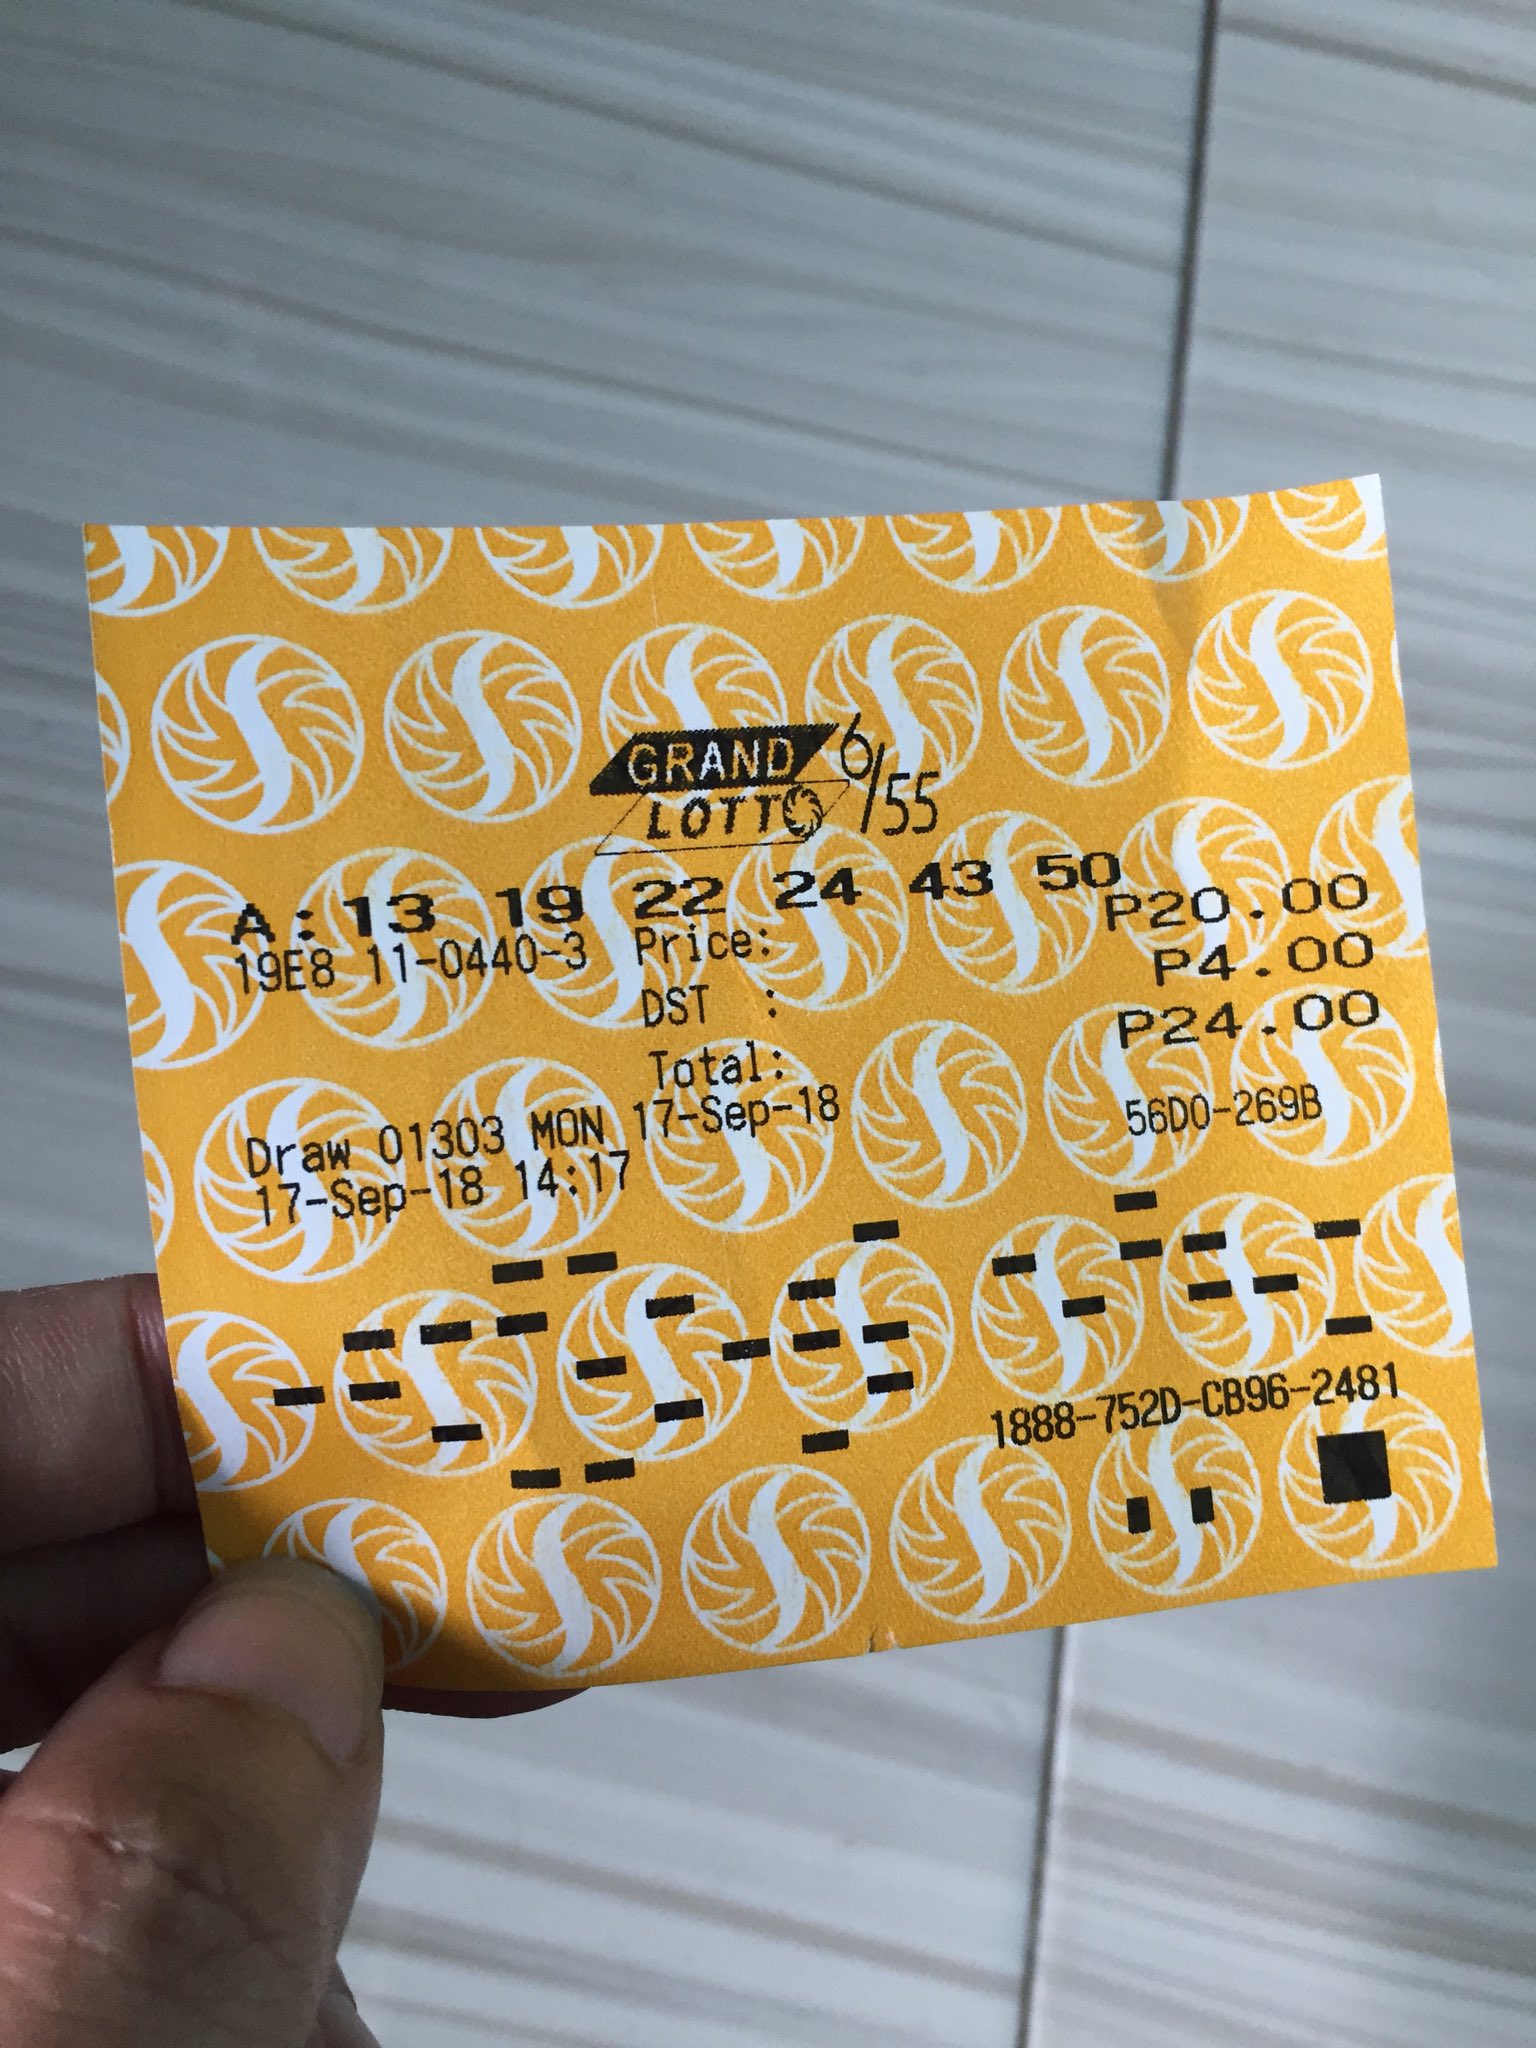 GRAND
LOTTO 6/55
A: 13 19 22 24 43 50
19E8 11-0440-3 Price: P20.00
DST : P4.00
Total: P24.00
Draw 01303 MON 17-Sep-18 56D0-269B
17-Sep-18 14:17
1888-752D-CB96-2481